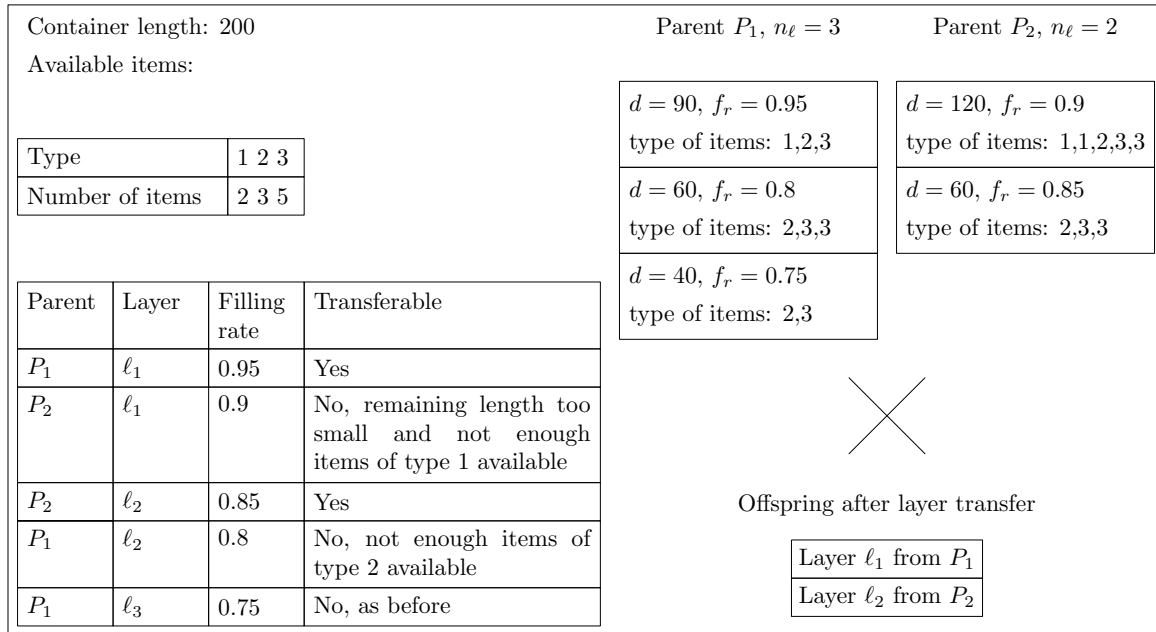 Container length: 200
Available items:
Type 1 2 3
Number of items 2 3 5
Parent P₁, nℓ = 3
d = 90, fᵣ = 0.95
type of items: 1,2,3
d = 60, fᵣ = 0.8
type of items: 2,3,3
d = 40, fᵣ = 0.75
type of items: 2,3
Parent P₂, nℓ = 2
d = 120, fᵣ = 0.9
type of items: 1,1,2,3,3
d = 60, fᵣ = 0.85
type of items: 2,3,3
Parent Layer Filling Transferable
rate
P₁ ℓ₁ 0.95 Yes
P₂ ℓ₁ 0.9 No, remaining length too
small and not enough
items of type 1 available
P₂ ℓ₂ 0.85 Yes
P₁ ℓ₂ 0.8 No, not enough items of
type 2 available
P₁ ℓ₃ 0.75 No, as before
Offspring after layer transfer
Layer ℓ₁ from P₁
Layer ℓ₂ from P₂